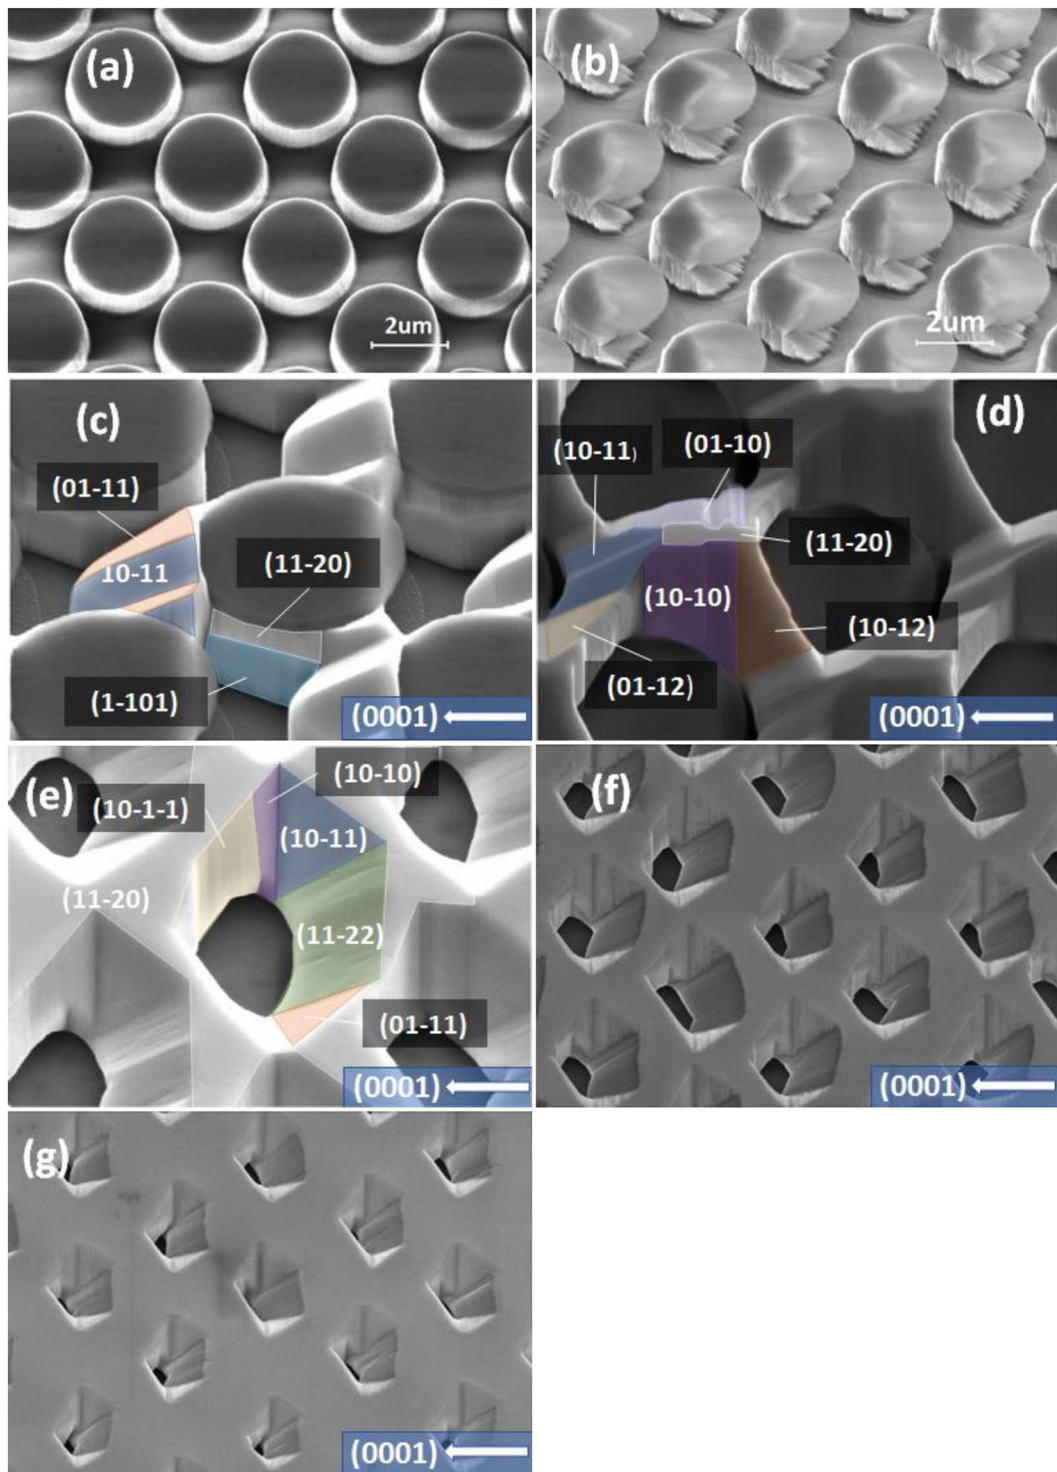 (a)
2um
(b)
2um
(c)
(01-11)
10-11
(11-20)
(1-101)
(0001)
(d)
(10-11)
(01-10)
(11-20)
(10-10)
(10-12)
(01-12)
(0001)
(e)
(10-10)
(10-1-1)
(10-11)
(11-20)
(11-22)
(01-11)
(0001)
(f)
(0001)
(g)
(0001)